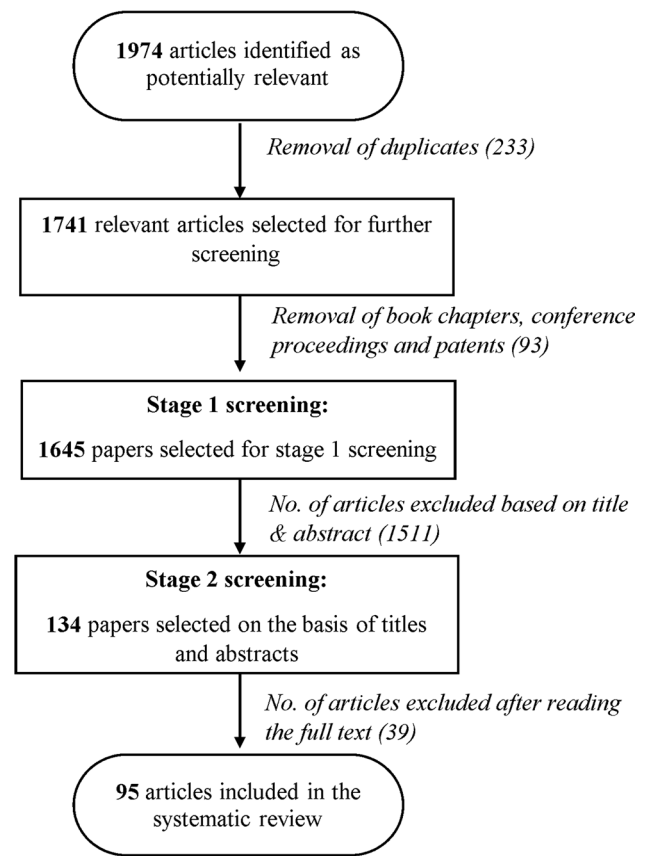 1974 articles identified as
potentially relevant
Removal of duplicates (233)
1741 relevant articles selected for further
screening
Removal of book chapters, conference
proceedings and patents (93)
Stage 1 screening:
1645 papers selected for stage 1 screening
No. of articles excluded based on title
& abstract (1511)
Stage 2 screening:
134 papers selected on the basis of titles
and abstracts
No. of articles excluded after reading
the full text (39)
95 articles included in the
systematic review